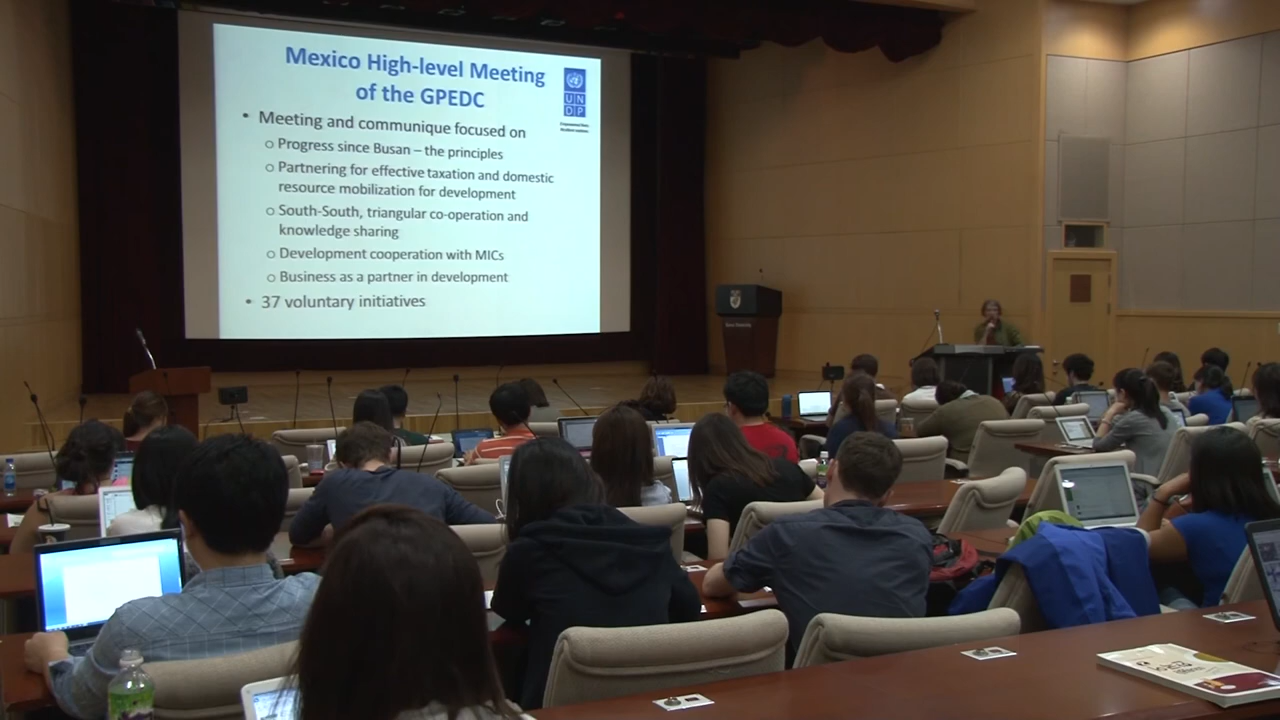 Mexico High-level Meeting
of the GPEDC
UN
DP
• Meeting and communique focused on
o Progress since Busan – the principles
o Partnering for effective taxation and domestic
resource mobilization for development
o South-South, triangular co-operation and
knowledge sharing
o Development cooperation with MICs
o Business as a partner in development
• 37 voluntary initiatives